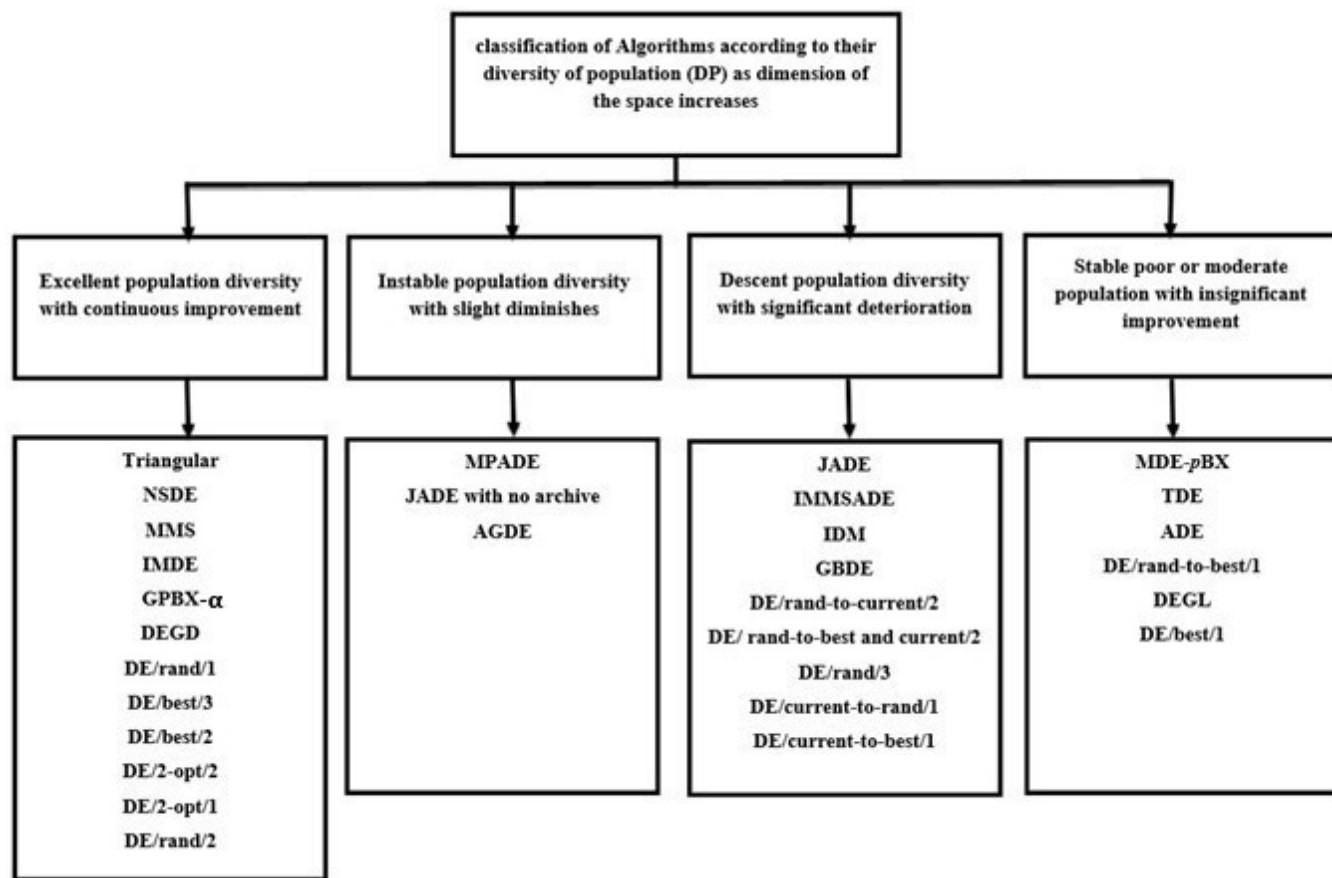 classification of Algorithms according to their
diversity of population (DP) as dimension of
the space increases
Excellent population diversity
with continuous improvement
Instable population diversity
with slight diminishes
Descent population diversity
with significant deterioration
Stable poor or moderate
population with insignificant
improvement
Triangular
NSDE
MMS
IMDE
GPBX-α
DEGD
DE/rand/1
DE/best/3
DE/best/2
DE/2-opt/2
DE/2-opt/1
DE/rand/2
MPADE
JADE with no archive
AGDE
JADE
IMMSADE
IDM
GBDE
DE/rand-to-current/2
DE/ rand-to-best and current/2
DE/rand/3
DE/current-to-rand/1
DE/current-to-best/1
MDE-pBX
TDE
ADE
DE/rand-to-best/1
DEGL
DE/best/1